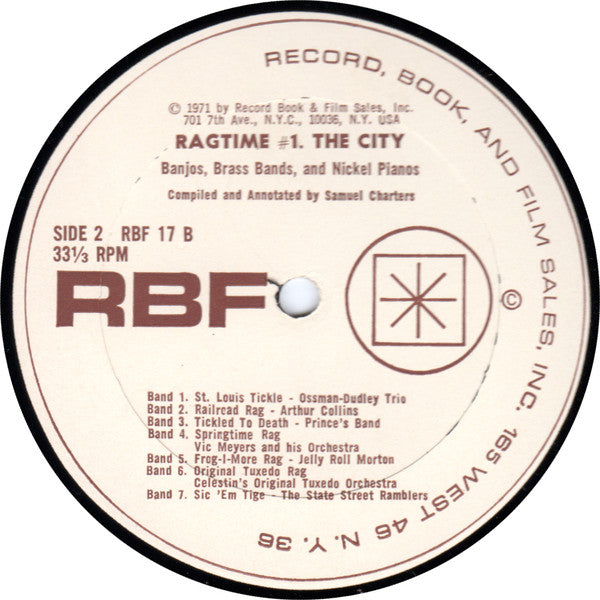 RECORD, BOOK, AND FILM SALES, INC. 165 WEST 46 N.Y. 36
© 1971 by Record Book & Film Sales, Inc.
701 7th Ave., N.Y.C., 10036, N.Y. USA
RAGTIME #1. THE CITY
Banjos, Brass Bands, and Nickel Pianos
Compiled and Annotated by Samuel Charters
SIDE 2 RBF 17 B
33⅓ RPM
RBF
©
Band 1. St. Louis Tickle - Ossman-Dudley Trio
Band 2. Railroad Rag - Arthur Collins
Band 3. Tickled To Death - Prince's Band
Band 4. Springtime Rag
Vic Meyers and his Orchestra
Band 5. Frog-I-More Rag - Jelly Roll Morton
Band 6. Original Tuxedo Rag
Celestin's Original Tuxedo Orchestra
Band 7. Sic 'Em Tige - The State Street Ramblers